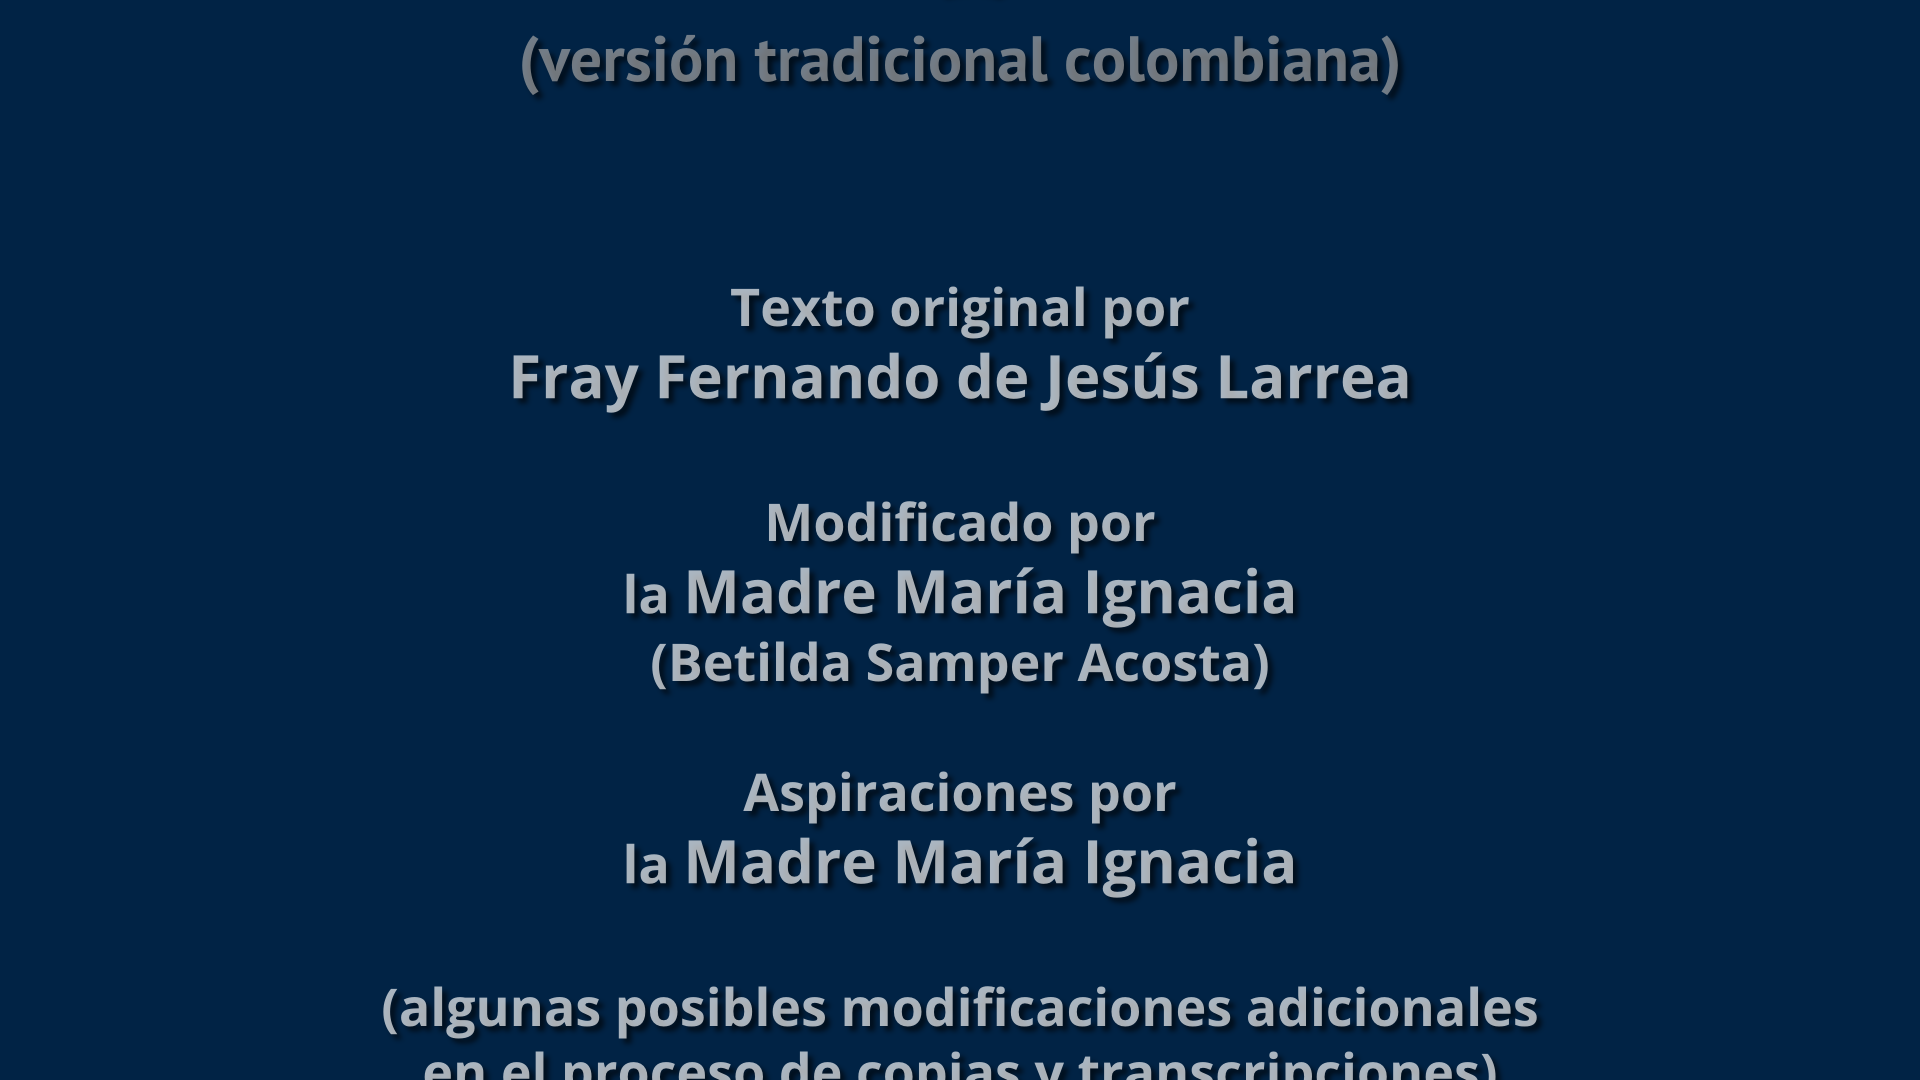 (versión tradicional colombiana)
Texto original por
Fray Fernando de Jesús Larrea
Modificado por
la Madre María Ignacia
(Betilda Samper Acosta)
Aspiraciones por
la Madre María Ignacia
(algunas posibles modificaciones adicionales
en el proceso de copias y transcripciones)